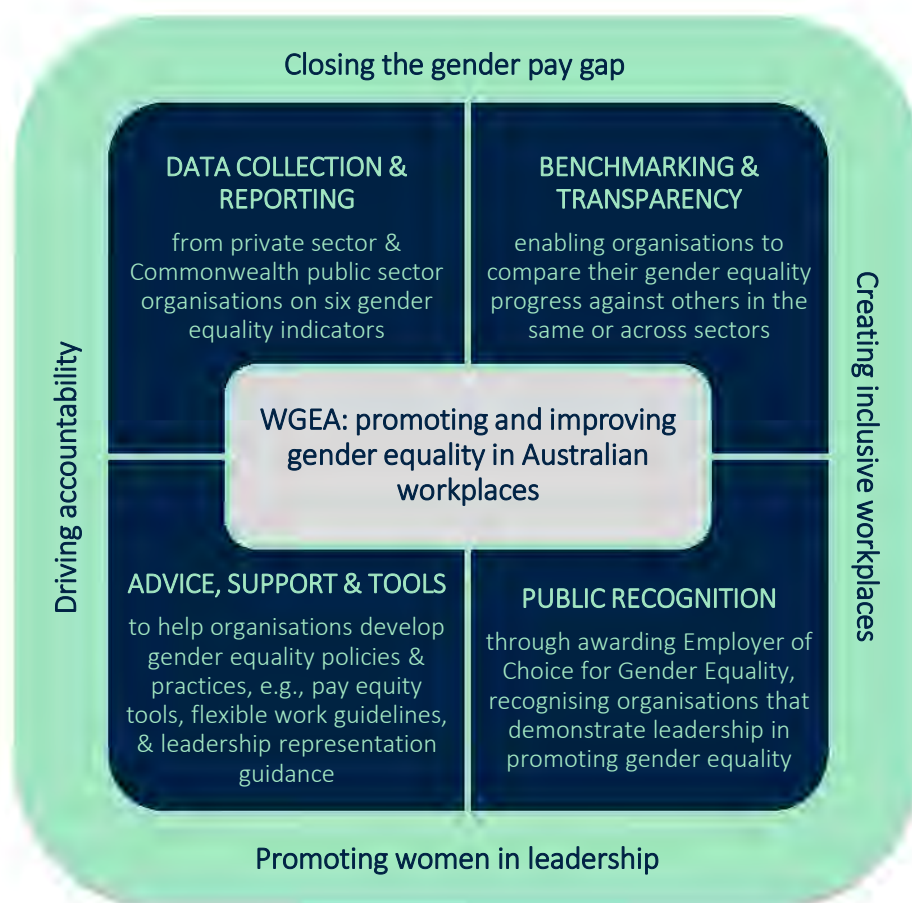 Closing the gender pay gap
DATA COLLECTION &
REPORTING
from private sector &
Commonwealth public sector
organisations on six gender
equality indicators
BENCHMARKING &
TRANSPARENCY
enabling organisations to
compare their gender equality
progress against others in the
same or across sectors
Driving accountability
WGEA: promoting and improving
gender equality in Australian
workplaces
Creating inclusive workplaces
ADVICE, SUPPORT & TOOLS
to help organisations develop
gender equality policies &
practices, e.g., pay equity
tools, flexible work guidelines,
& leadership representation
guidance
PUBLIC RECOGNITION
through awarding Employer of
Choice for Gender Equality,
recognising organisations that
demonstrate leadership in
promoting gender equality
Promoting women in leadership